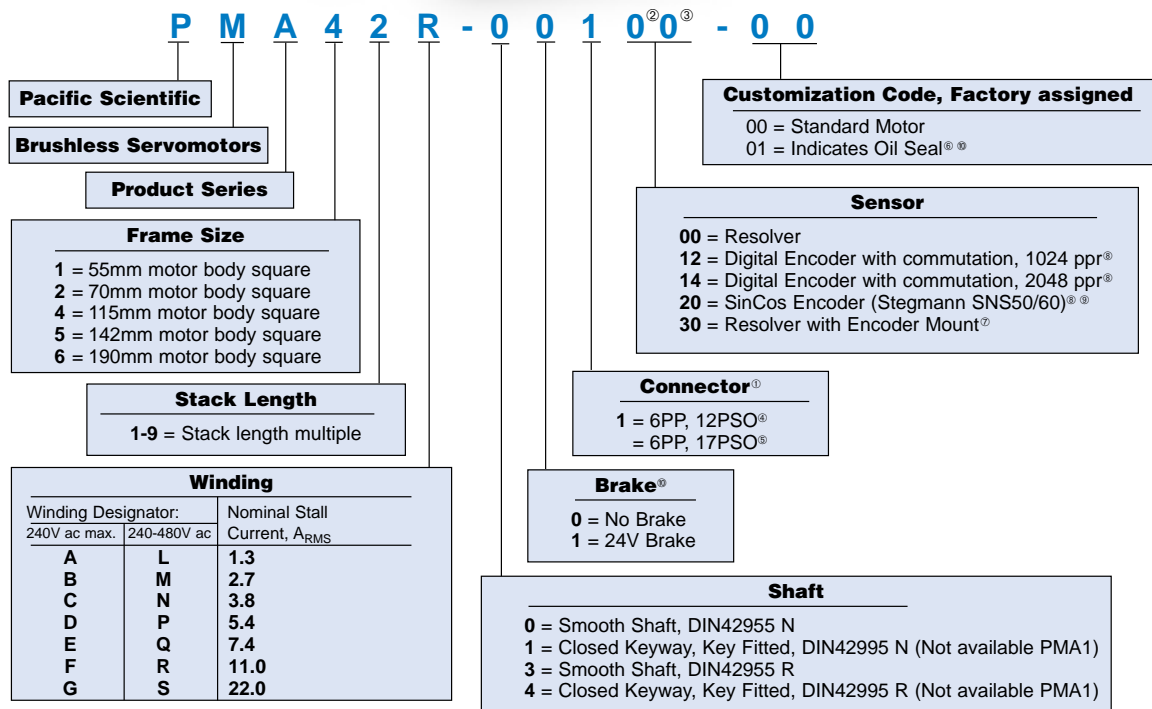 P M A 4 2 R - 0 0 1 0②0③ - 0 0
Pacific Scientific
Brushless Servomotors
Product Series
Frame Size
1 = 55mm motor body square
2 = 70mm motor body square
4 = 115mm motor body square
5 = 142mm motor body square
6 = 190mm motor body square
Stack Length
1-9 = Stack length multiple
Winding
Winding Designator: Nominal Stall
240V ac max. 240-480V ac Current, ARMS
A L 1.3
B M 2.7
C N 3.8
D P 5.4
E Q 7.4
F R 11.0
G S 22.0
Customization Code, Factory assigned
00 = Standard Motor
01 = Indicates Oil Seal⑥ ⑩
Sensor
00 = Resolver
12 = Digital Encoder with commutation, 1024 ppr⑧
14 = Digital Encoder with commutation, 2048 ppr⑧
20 = SinCos Encoder (Stegmann SNS50/60)⑧ ⑨
30 = Resolver with Encoder Mount⑦
Connector①
1 = 6PP, 12PSO④
= 6PP, 17PSO⑤
Brake⑩
0 = No Brake
1 = 24V Brake
Shaft
0 = Smooth Shaft, DIN42955 N
1 = Closed Keyway, Key Fitted, DIN42995 N (Not available PMA1)
3 = Smooth Shaft, DIN42955 R
4 = Closed Keyway, Key Fitted, DIN42995 R (Not available PMA1)